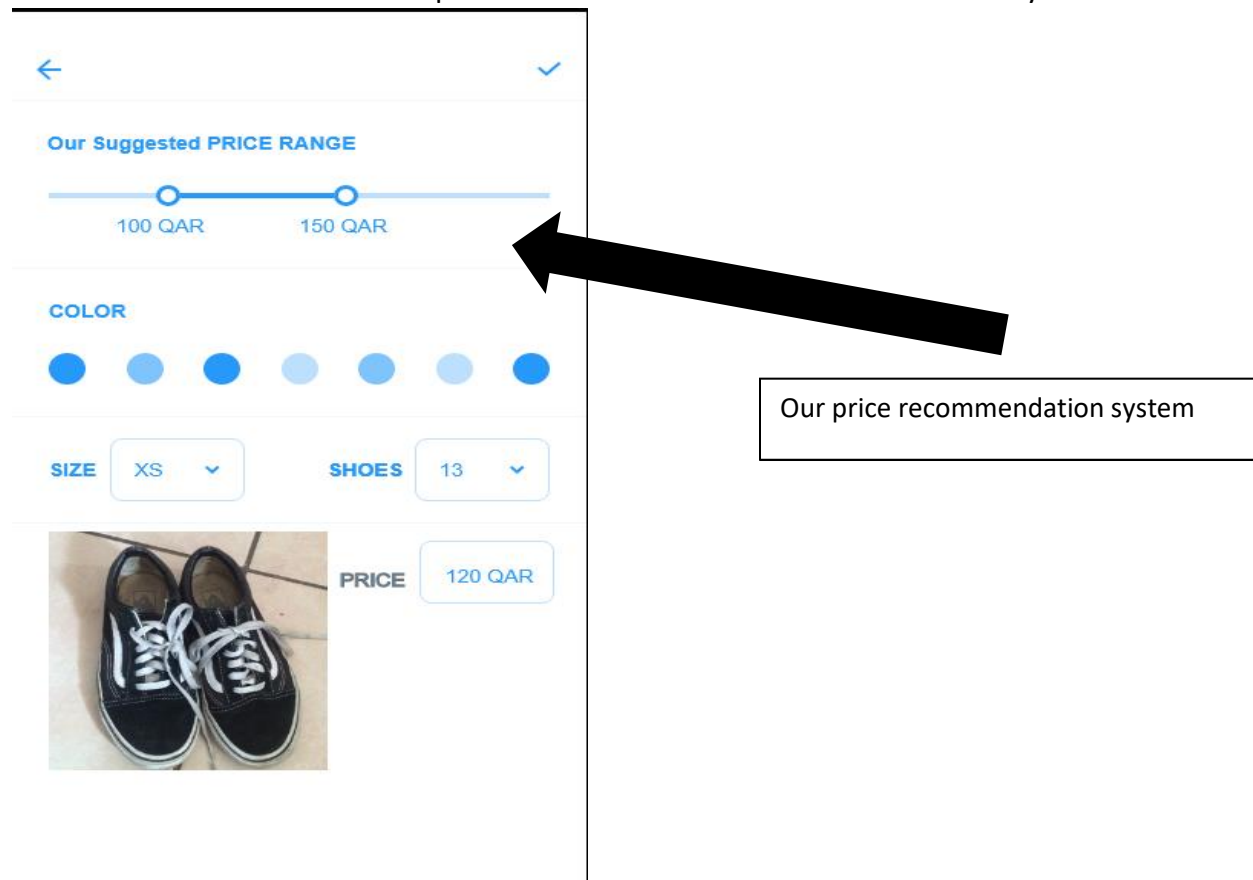 Our Suggested PRICE RANGE
100 QAR 150 QAR
COLOR
SIZE XS SHOES 13
PRICE 120 QAR
Our price recommendation system